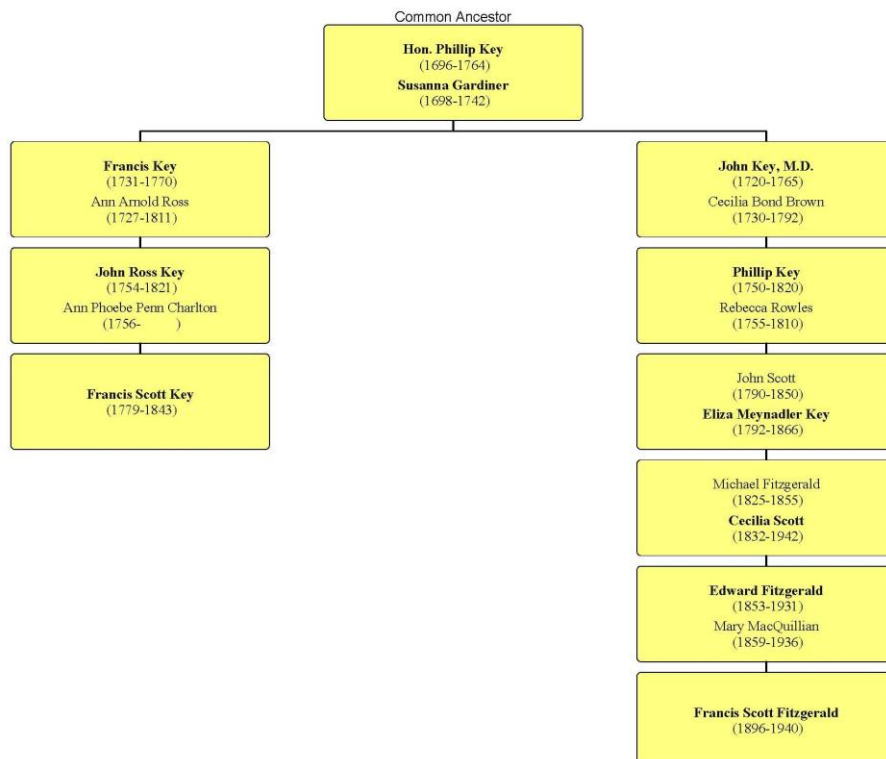 Common Ancestor
Hon. Phillip Key
(1696-1764)
Susanna Gardiner
(1698-1742)
Francis Key
(1731-1770)
Ann Arnold Ross
(1727-1811)
John Ross Key
(1754-1821)
Ann Phoebe Penn Charlton
(1756- )
Francis Scott Key
(1779-1843)
John Key, M.D.
(1720-1765)
Cecilia Bond Brown
(1730-1792)
Phillip Key
(1750-1820)
Rebecca Rowles
(1755-1810)
John Scott
(1790-1850)
Eliza Meynadler Key
(1792-1866)
Michael Fitzgerald
(1825-1855)
Cecilia Scott
(1832-1942)
Edward Fitzgerald
(1853-1931)
Mary MacQuillian
(1859-1936)
Francis Scott Fitzgerald
(1896-1940)